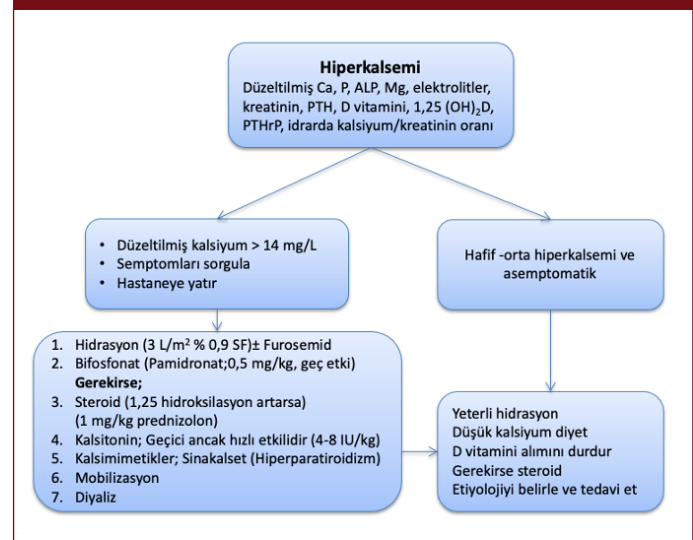 Hiperkalsemi
Düzeltilmiş Ca, P, ALP, Mg, elektrolitler,
kreatinin, PTH, D vitamini, 1,25 (OH)₂D,
PTHrP, idrarda kalsiyum/kreatinin oranı
• Düzeltilmiş kalsiyum > 14 mg/L
• Semptomları sorgula
• Hastaneye yatır
Hafif -orta hiperkalsemi ve
asemptomatik
1. Hidrasyon (3 L/m² % 0,9 SF)± Furosemid
2. Bifosfonat (Pamidronat;0,5 mg/kg, geç etki)
Gerekirse;
3. Steroid (1,25 hidroksilasyon artarsa)
(1 mg/kg prednizolon)
4. Kalsitonin; Geçici ancak hızlı etkilidir (4-8 IU/kg)
5. Kalsimimetikler; Sinakalset (Hiperparatiroidizm)
6. Mobilizasyon
7. Diyaliz
Yeterli hidrasyon
Düşük kalsiyum diyet
D vitamini alımını durdur
Gerekirse steroid
Etiyolojiyi belirle ve tedavi et